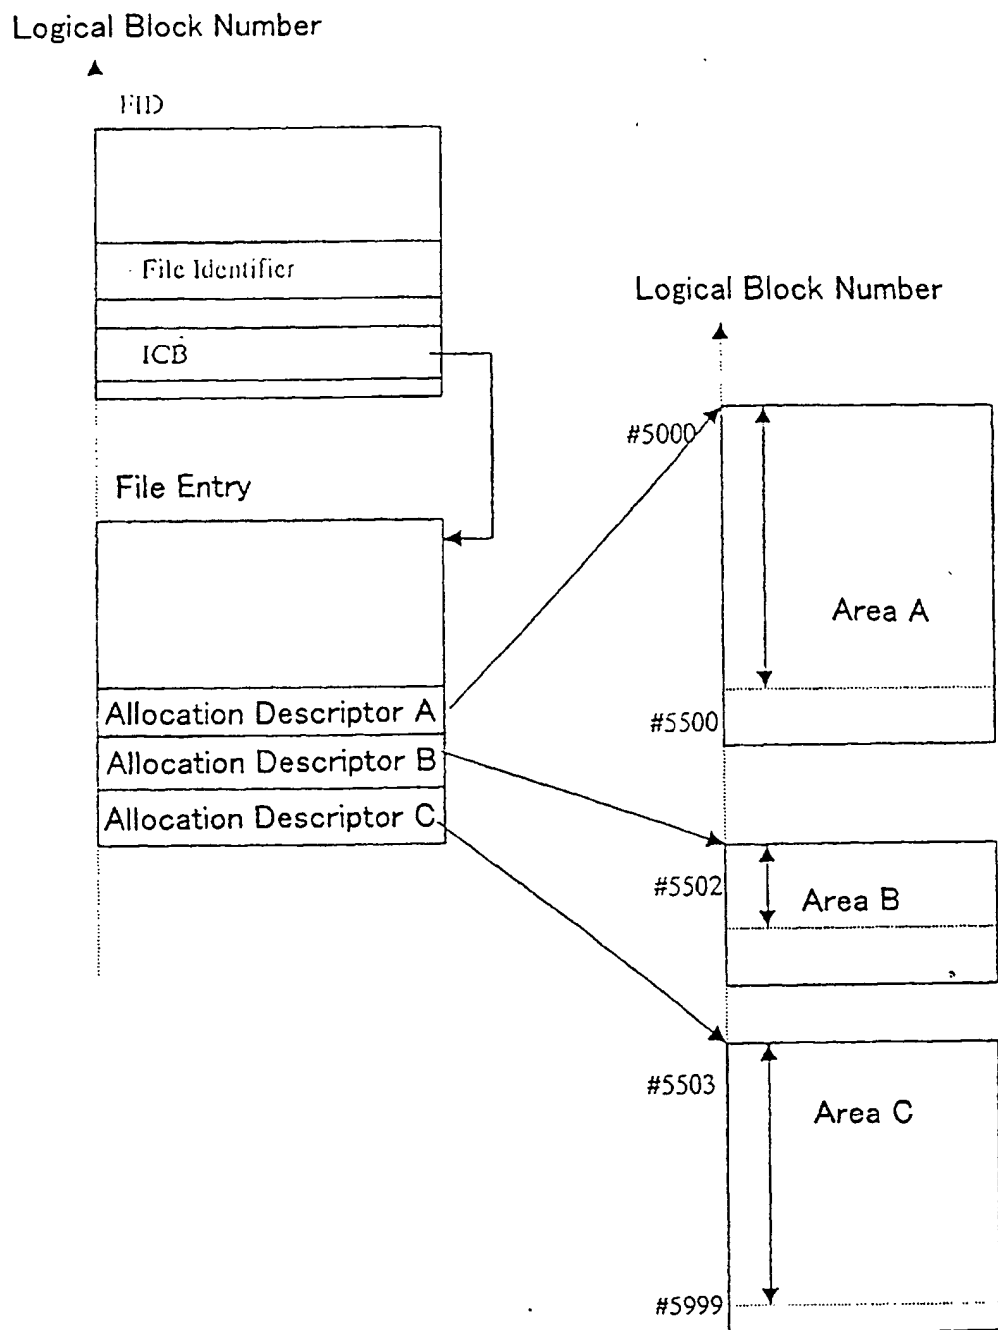 Logical Block Number
FID
File Identifier
ICB
File Entry
Allocation Descriptor A
Allocation Descriptor B
Allocation Descriptor C
Logical Block Number
#5000
Area A
#5500
#5502
Area B
#5503
Area C
#5999